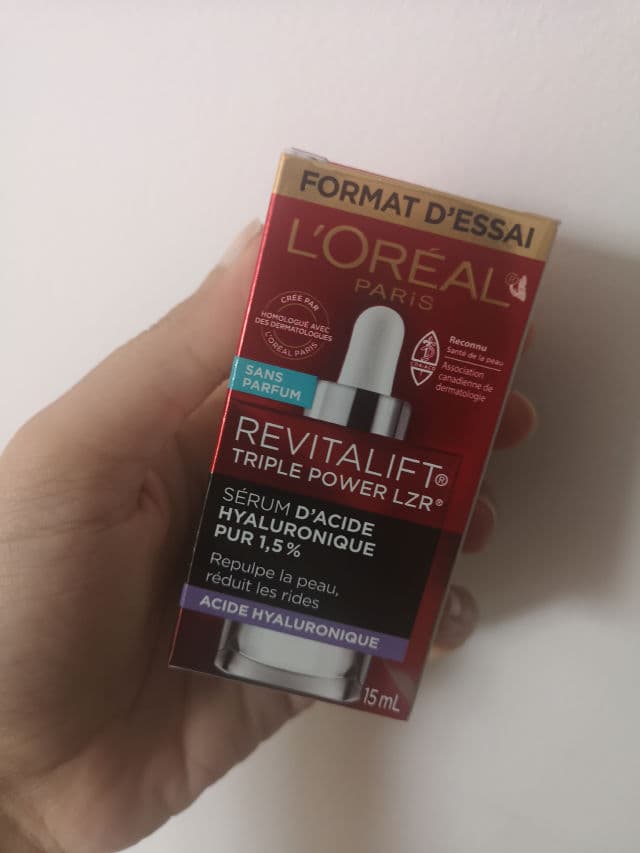 FORMAT D'ESSAI
L'ORÉAL
PARIS
CRÉÉ PAR
HOMOLOGUÉ AVEC
DES DERMATOLOGUES
L'ORÉAL PARIS
Reconnu
Santé de la peau
Association
canadienne de
dermatologie
SANS
PARFUM
REVITALIFT®
TRIPLE POWER LZR®
SÉRUM D'ACIDE
HYALURONIQUE
PUR 1,5 %
Repulpe la peau,
réduit les rides
ACIDE HYALURONIQUE
15 mL